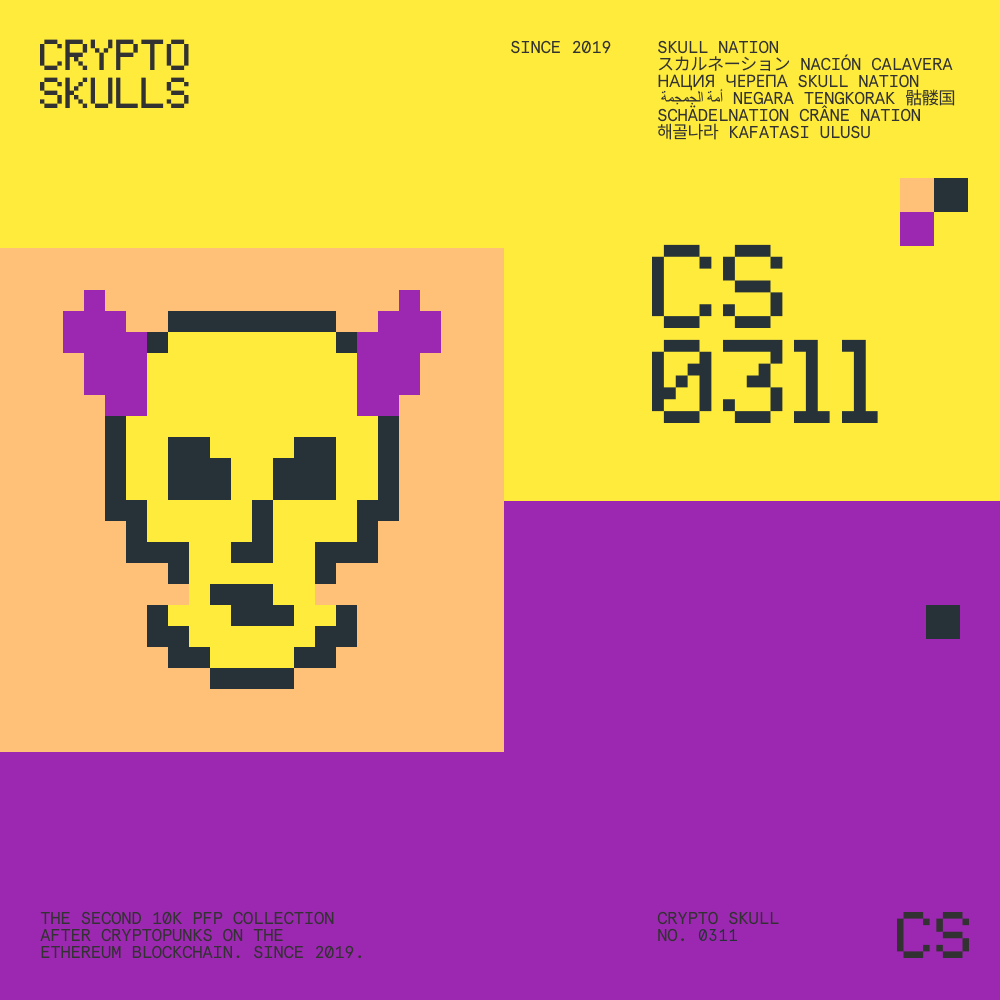 CRYPTO
SKULLS
SINCE 2019
SKULL NATION
スカルネーション NACIÓN CALAVERA
НАЦИЯ ЧЕРЕПА SKULL NATION
أمة الجمجمة NEGARA TENGKORAK 骷髅国
SCHÄDELNATION CRÂNE NATION
해골나라 KAFATASI ULUSU
CS
0311
THE SECOND 10K PFP COLLECTION
AFTER CRYPTOPUNKS ON THE
ETHEREUM BLOCKCHAIN. SINCE 2019.
CRYPTO SKULL
NO. 0311
CS